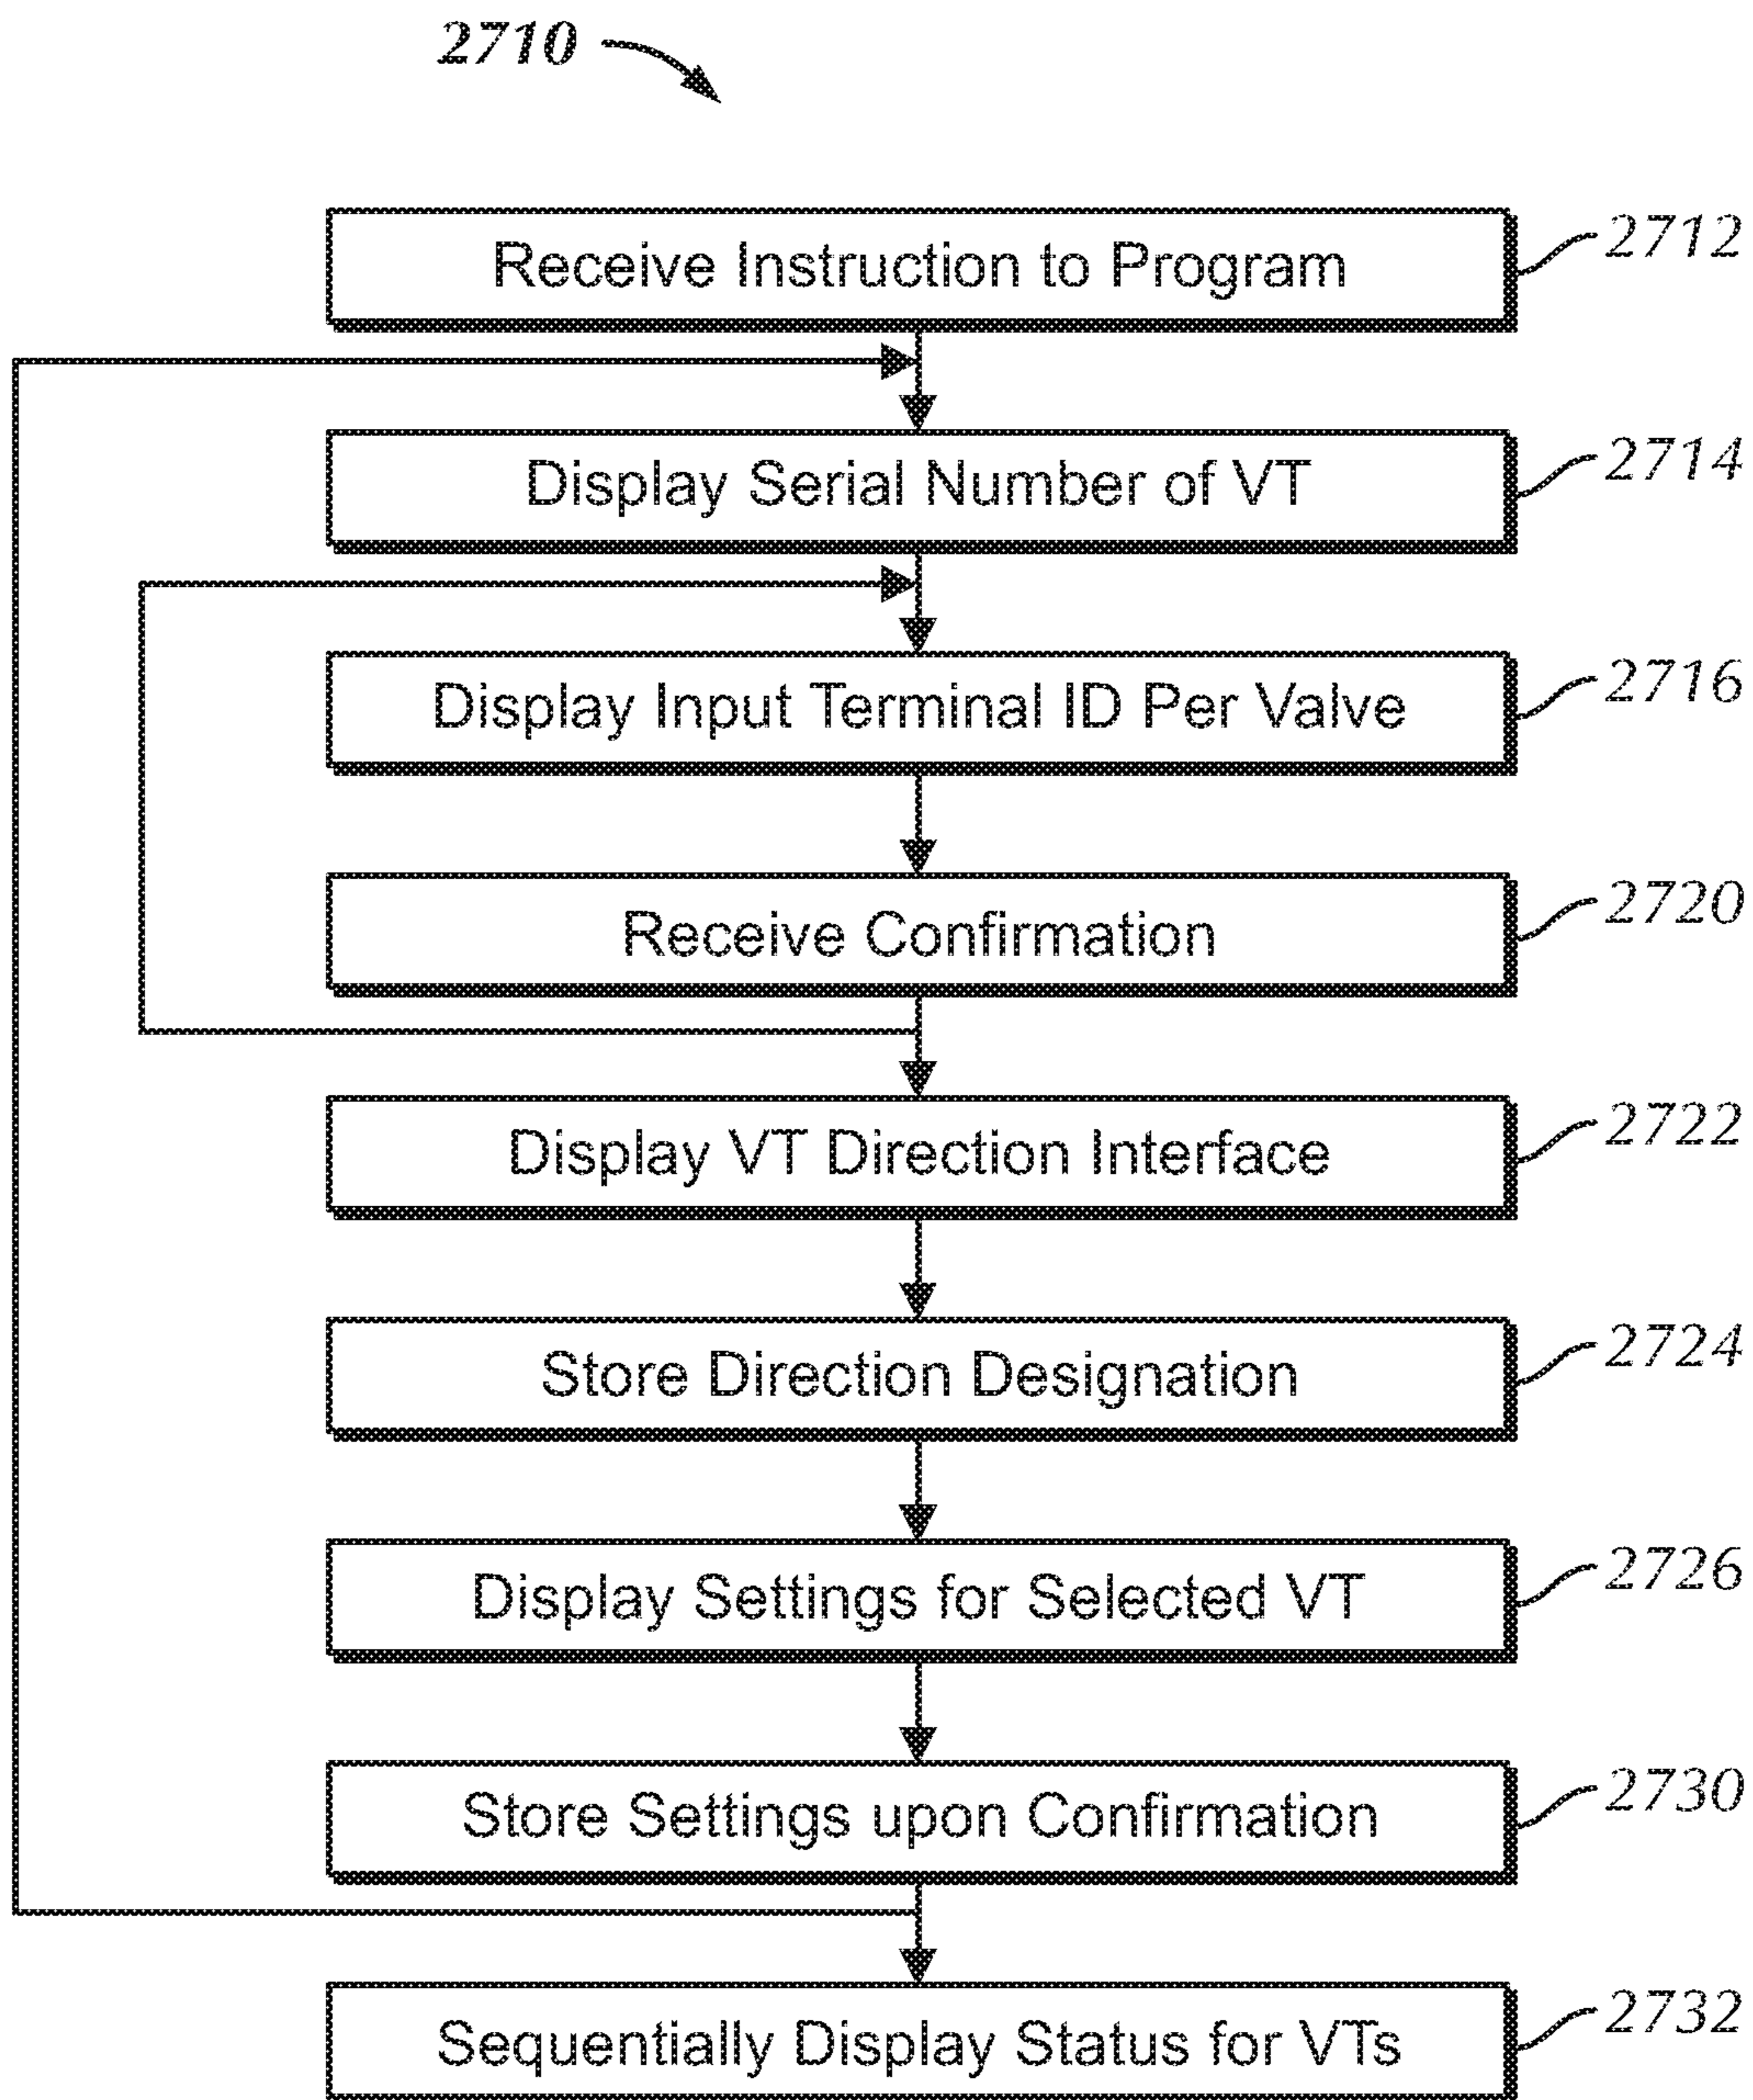 2710
Receive Instruction to Program
2712
Display Serial Number of VT
2714
Display Input Terminal ID Per Valve
2716
Receive Confirmation
2720
Display VT Direction Interface
2722
Store Direction Designation
2724
Display Settings for Selected VT
2726
Store Settings upon Confirmation
2730
Sequentially Display Status for VTs
2732